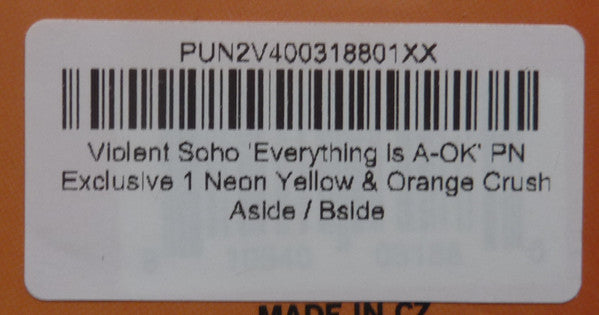 PUN2V400318801XX
Violent Soho 'Everything Is A-OK' PN
Exclusive 1 Neon Yellow & Orange Crush
Aside / Bside
MADE IN CZ